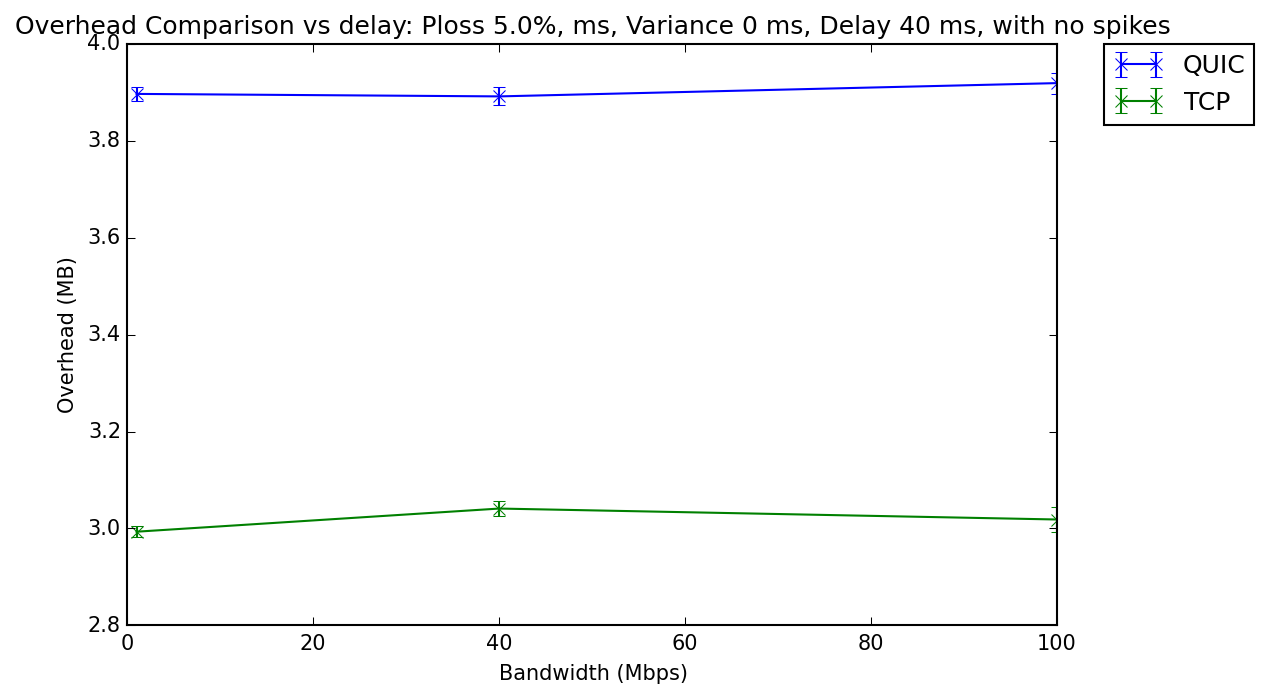 Overhead Comparison vs delay: Ploss 5.0%, ms, Variance 0 ms, Delay 40 ms, with no spikes
QUIC
TCP
Overhead (MB)
4.0
3.8
3.6
3.4
3.2
3.0
2.8
0 20 40 60 80 100
Bandwidth (Mbps)